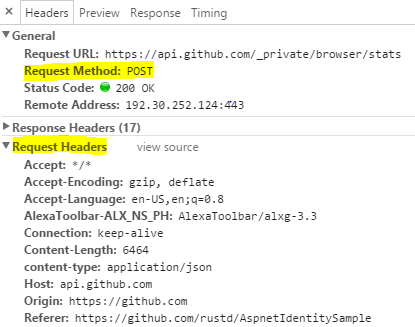 × Headers Preview Response Timing
▼ General
Request URL: https://api.github.com/_private/browser/stats
Request Method: POST
Status Code: 200 OK
Remote Address: 192.30.252.124:443
▶ Response Headers (17)
▼ Request Headers view source
Accept: */*
Accept-Encoding: gzip, deflate
Accept-Language: en-US,en;q=0.8
AlexaToolbar-ALX_NS_PH: AlexaToolbar/alxg-3.3
Connection: keep-alive
Content-Length: 6464
content-type: application/json
Host: api.github.com
Origin: https://github.com
Referer: https://github.com/rustd/AspnetIdentitySample